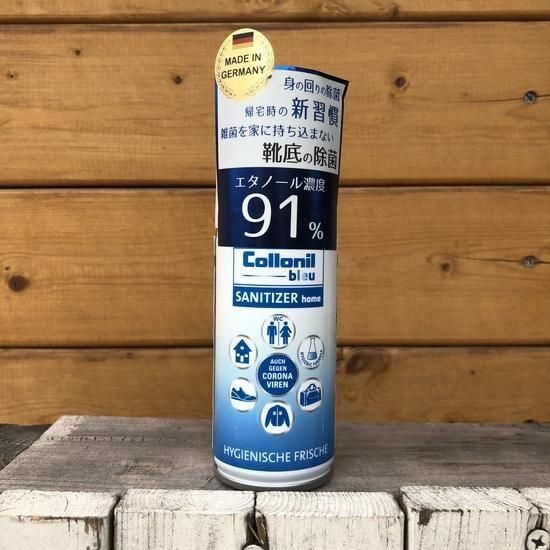 MADE IN
GERMANY
身の回りの除菌
帰宅時の新習慣
雑菌を家に持ち込まない
靴底の除菌
エタノール濃度
91%
Collonil
bleu
SANITIZER home
WC
AUCH
GEGEN
CORONA
VIREN
HYGIENISCHE FRISCHE